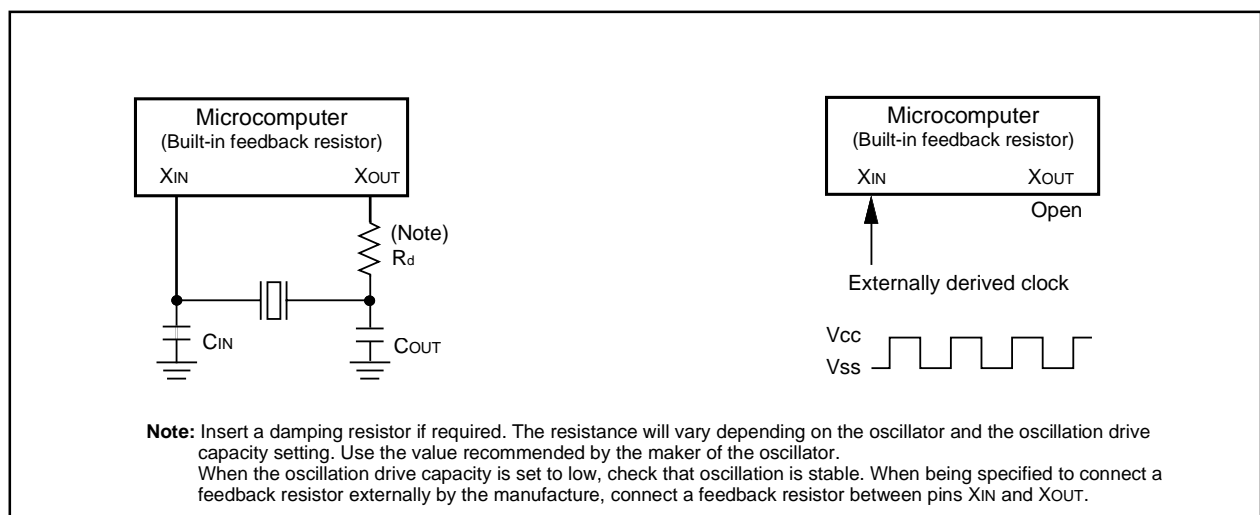 Microcomputer
(Built-in feedback resistor)
XIN XOUT
(Note)
Rd
CIN
COUT
Microcomputer
(Built-in feedback resistor)
XIN XOUT
Open
Externally derived clock
Vcc
Vss
Note: Insert a damping resistor if required. The resistance will vary depending on the oscillator and the oscillation drive
capacity setting. Use the value recommended by the maker of the oscillator.
When the oscillation drive capacity is set to low, check that oscillation is stable. When being specified to connect a
feedback resistor externally by the manufacture, connect a feedback resistor between pins XIN and XOUT.